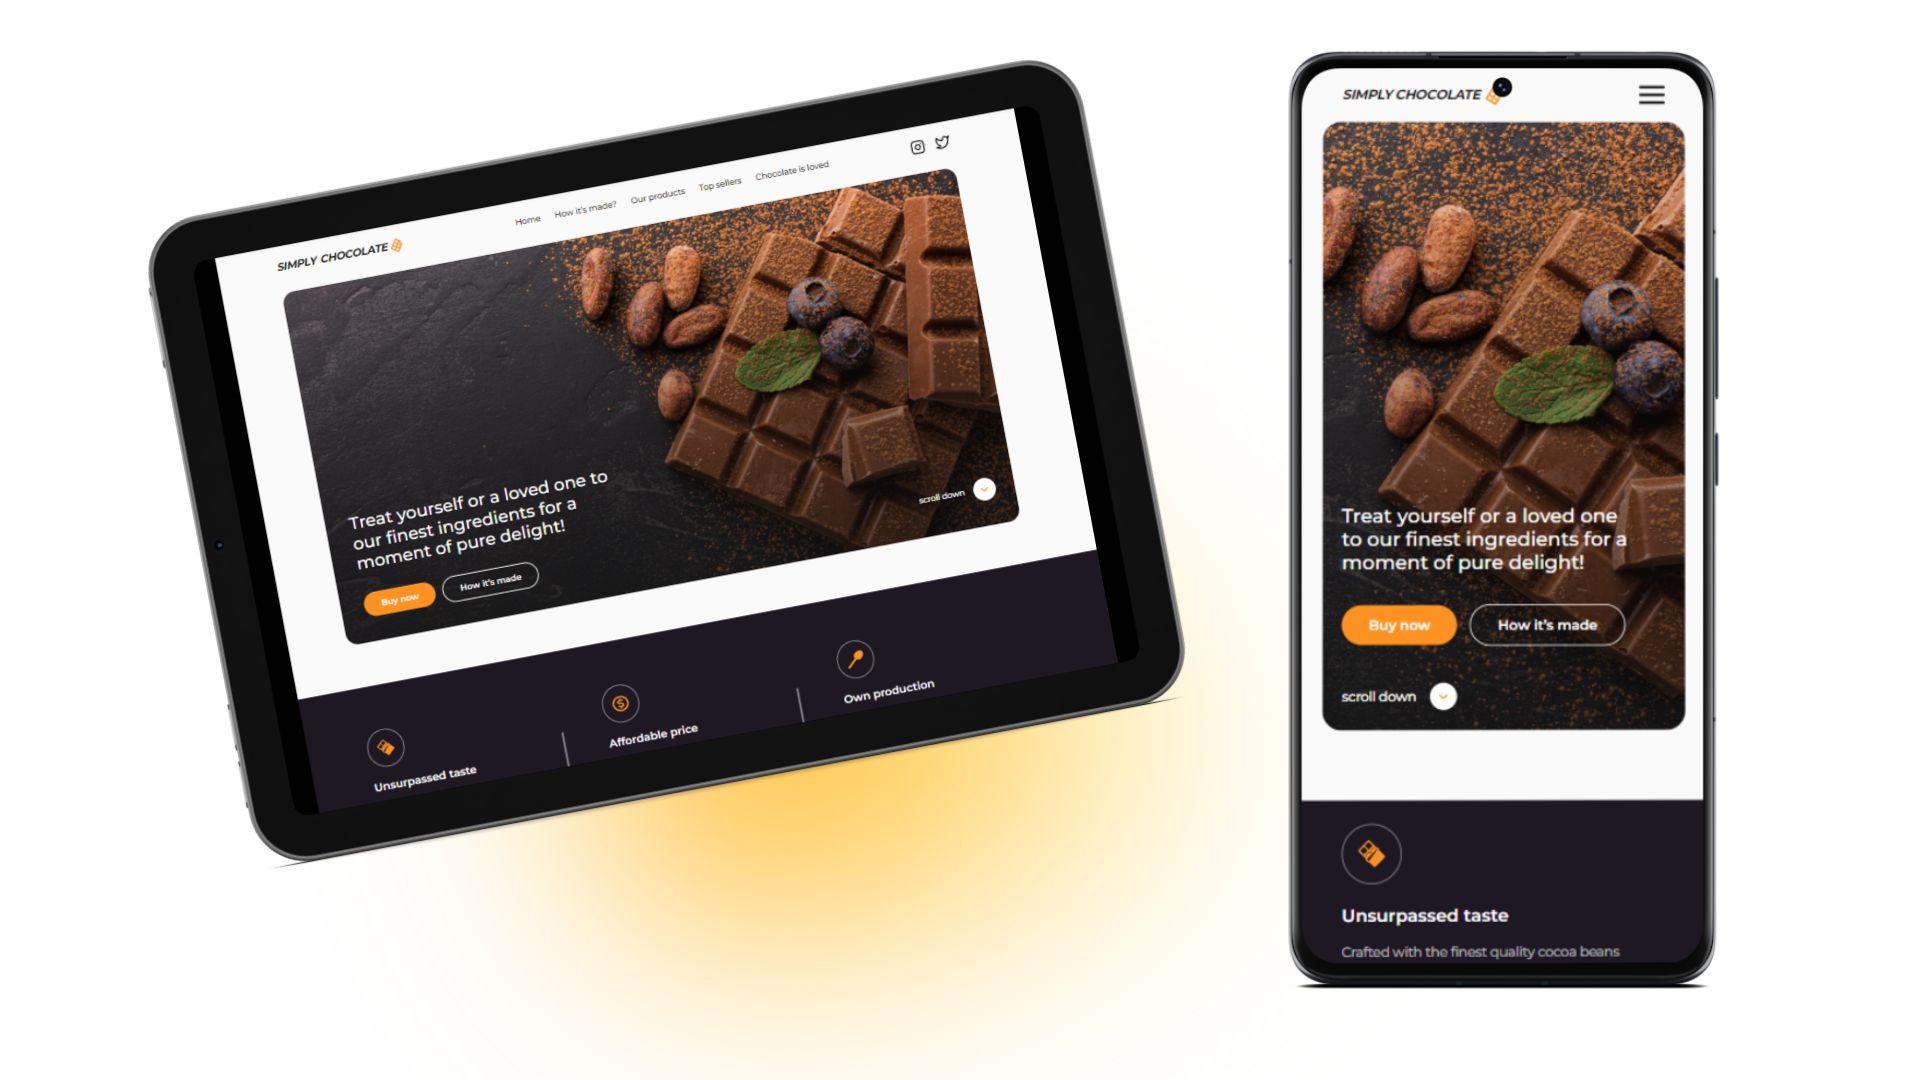 SIMPLY CHOCOLATE
Home How it's made? Our products Top sellers Chocolate is loved
Treat yourself or a loved one to
our finest ingredients for a
moment of pure delight!
Buy now How it's made
scroll down
Unsurpassed taste
Affordable price
Own production
SIMPLY CHOCOLATE
Treat yourself or a loved one
to our finest ingredients for a
moment of pure delight!
Buy now How it's made
scroll down
Unsurpassed taste
Crafted with the finest quality cocoa beans